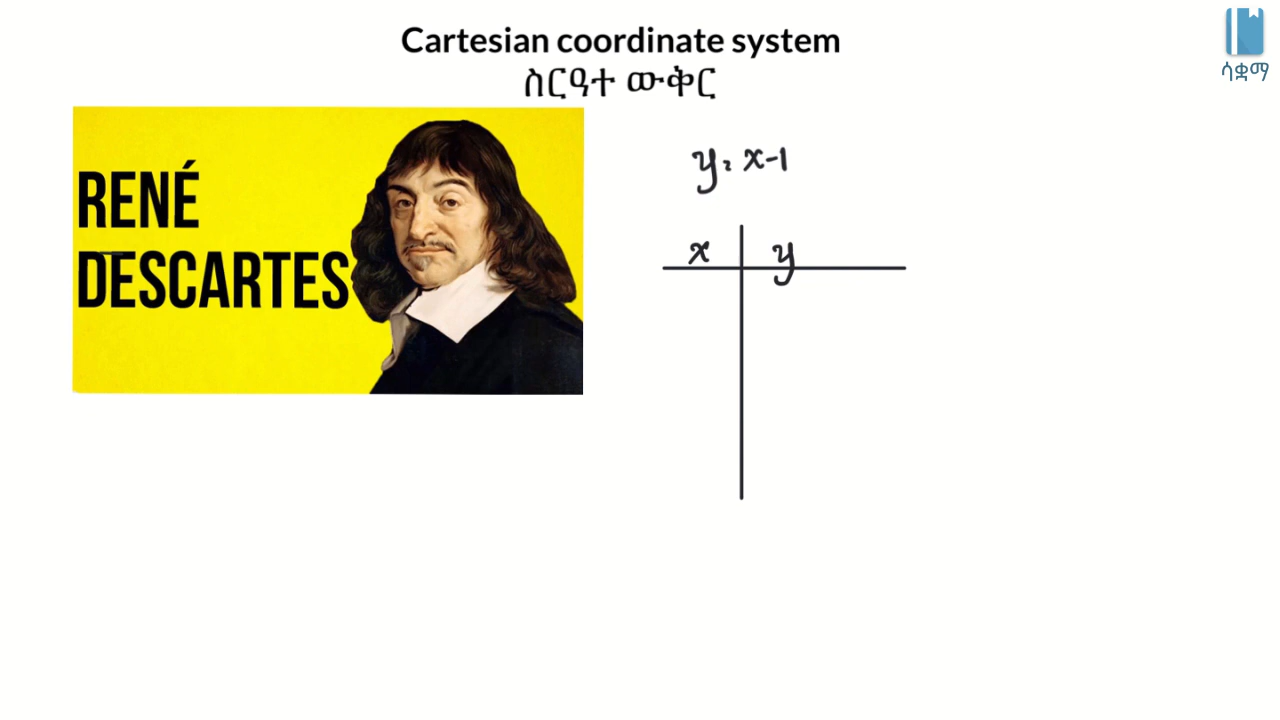 Cartesian coordinate system
ስርዓተ ውቅር
ሳቋማ
RENÉ
DESCARTES
y = x-1
x y